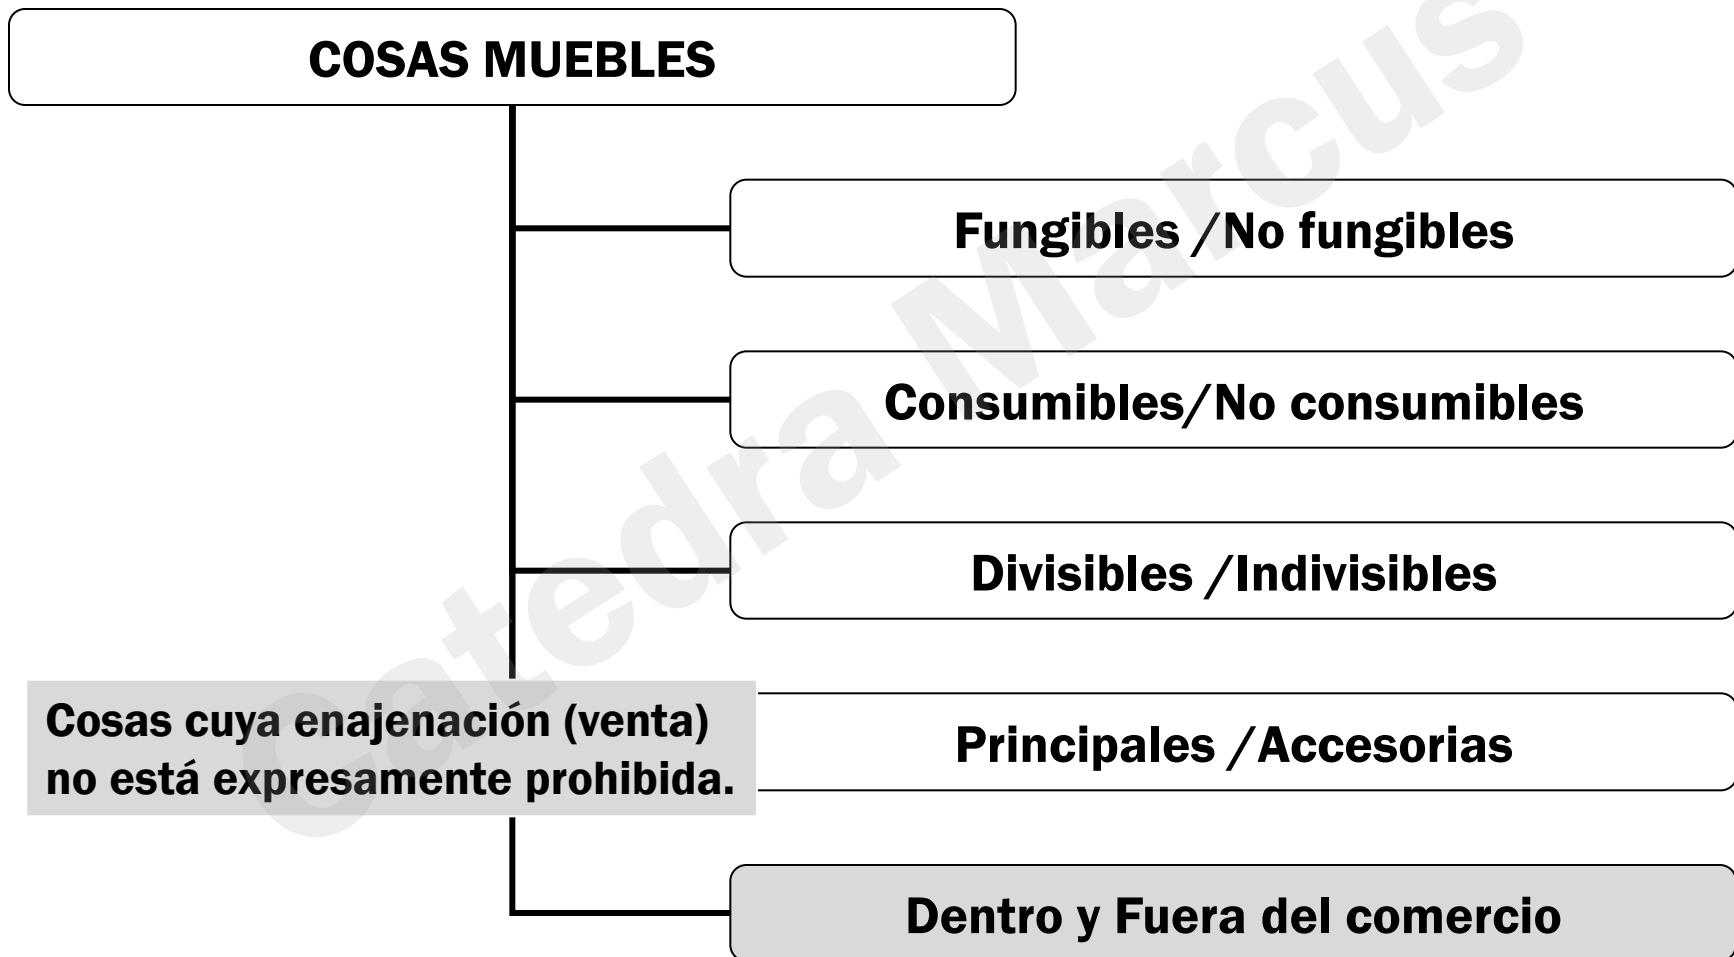 COSAS MUEBLES
Fungibles /No fungibles
Consumibles/No consumibles
Divisibles /Indivisibles
Cosas cuya enajenación (venta)
no está expresamente prohibida.
Principales /Accesorias
Dentro y Fuera del comercio
Catedra Marcus